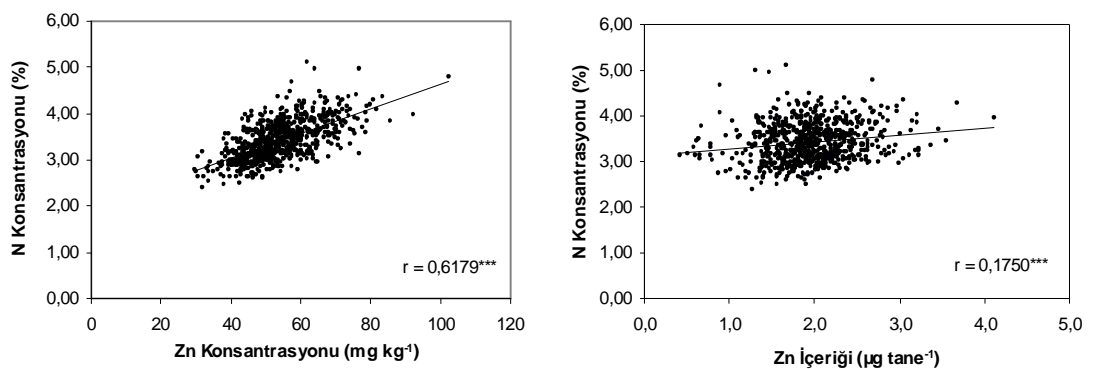 6,00
5,00
4,00
3,00
2,00
1,00
0,00
N Konsantrasyonu (%)
r = 0,6179***
0 20 40 60 80 100 120
Zn Konsantrasyonu (mg kg⁻¹)
6,00
5,00
4,00
3,00
2,00
1,00
0,00
N Konsantrasyonu (%)
r = 0,1750***
0,0 1,0 2,0 3,0 4,0 5,0
Zn İçeriği (µg tane⁻¹)